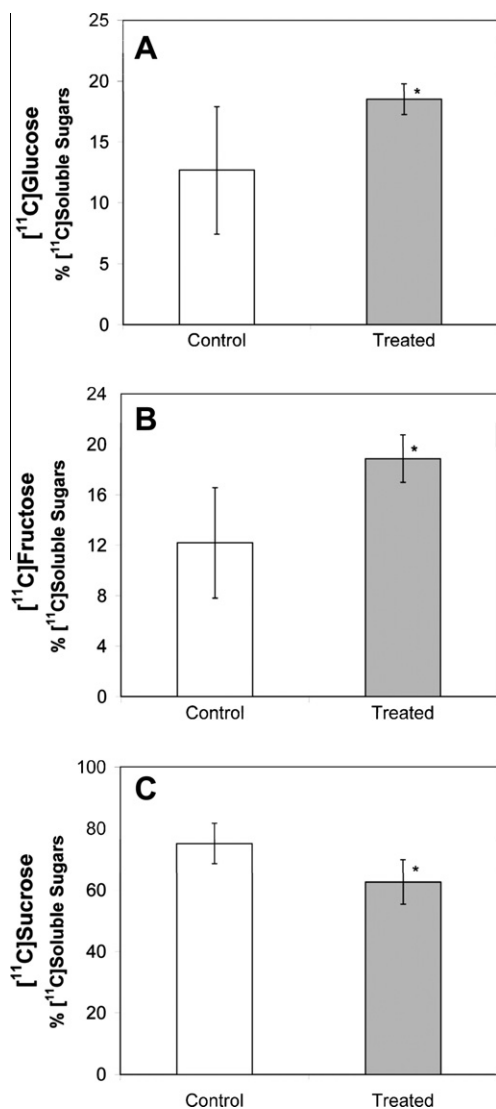 A
[¹¹C]Glucose
% [¹¹C]Soluble Sugars
25
20
15
10
5
0
*
Control Treated
B
[¹¹C]Fructose
% [¹¹C]Soluble Sugars
24
20
16
12
8
4
0
*
Control Treated
C
[¹¹C]Sucrose
% [¹¹C]Soluble Sugars
100
80
60
40
20
0
*
Control Treated